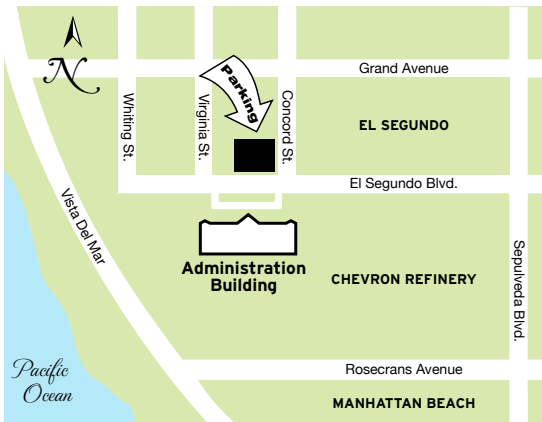 N
Grand Avenue
Parking
Whiting St.
Virginia St.
Concord St.
EL SEGUNDO
El Segundo Blvd.
Vista Del Mar
Administration
Building
CHEVRON REFINERY
Sepulveda Blvd.
Pacific
Ocean
Rosecrans Avenue
MANHATTAN BEACH